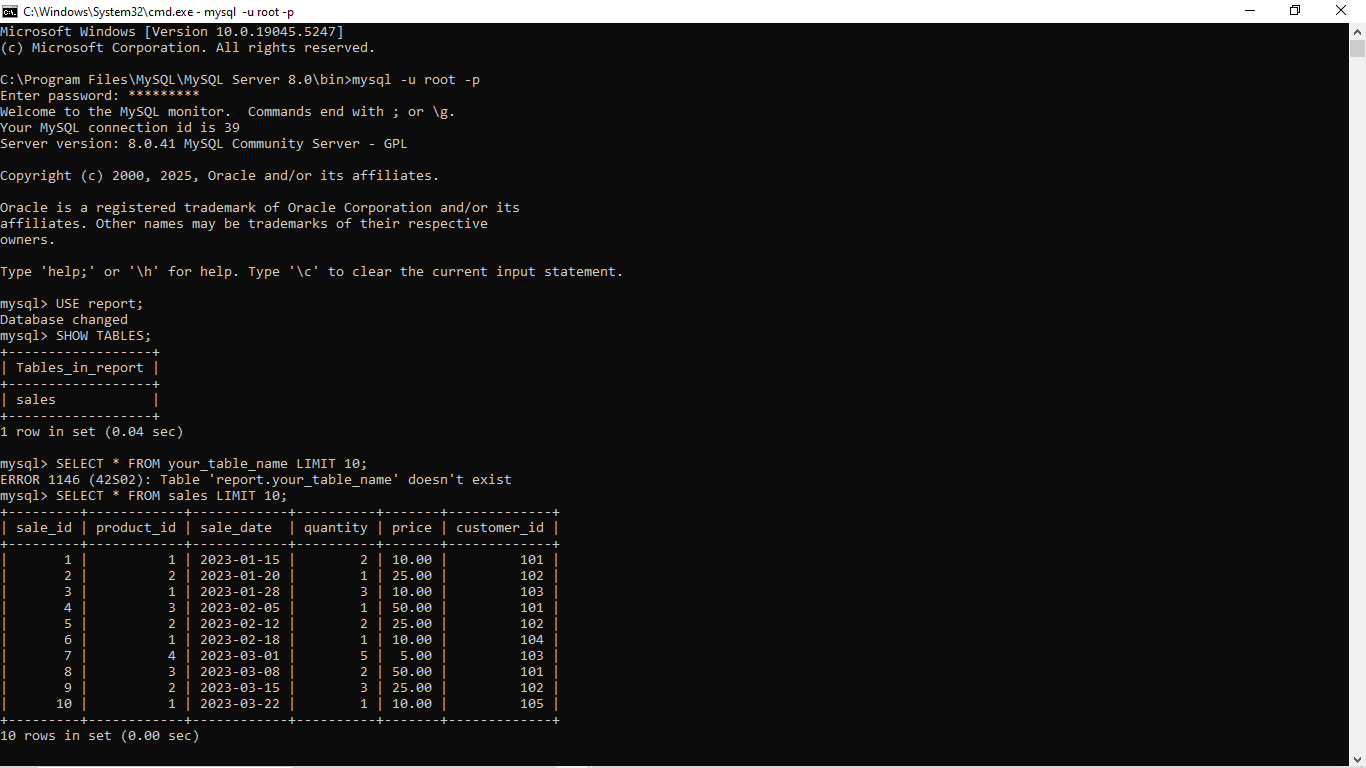 C:\Windows\System32\cmd.exe - mysql -u root -p
Microsoft Windows [Version 10.0.19045.5247]
(c) Microsoft Corporation. All rights reserved.
C:\Program Files\MySQL\MySQL Server 8.0\bin>mysql -u root -p
Enter password: *********
Welcome to the MySQL monitor.  Commands end with ; or \g.
Your MySQL connection id is 39
Server version: 8.0.41 MySQL Community Server - GPL
Copyright (c) 2000, 2025, Oracle and/or its affiliates.
Oracle is a registered trademark of Oracle Corporation and/or its
affiliates. Other names may be trademarks of their respective
owners.
Type 'help;' or '\h' for help. Type '\c' to clear the current input statement.
mysql> USE report;
Database changed
mysql> SHOW TABLES;
+------------------+
| Tables_in_report |
+------------------+
| sales            |
+------------------+
1 row in set (0.04 sec)
mysql> SELECT * FROM your_table_name LIMIT 10;
ERROR 1146 (42S02): Table 'report.your_table_name' doesn't exist
mysql> SELECT * FROM sales LIMIT 10;
+---------+------------+------------+----------+-------+-------------+
| sale_id | product_id | sale_date  | quantity | price | customer_id |
+---------+------------+------------+----------+-------+-------------+
|       1 |          1 | 2023-01-15 |        2 | 10.00 |         101 |
|       2 |          2 | 2023-01-20 |        1 | 25.00 |         102 |
|       3 |          1 | 2023-01-28 |        3 | 10.00 |         103 |
|       4 |          3 | 2023-02-05 |        1 | 50.00 |         101 |
|       5 |          2 | 2023-02-12 |        2 | 25.00 |         102 |
|       6 |          1 | 2023-02-18 |        1 | 10.00 |         104 |
|       7 |          4 | 2023-03-01 |        5 |  5.00 |         103 |
|       8 |          3 | 2023-03-08 |        2 | 50.00 |         101 |
|       9 |          2 | 2023-03-15 |        3 | 25.00 |         102 |
|      10 |          1 | 2023-03-22 |        1 | 10.00 |         105 |
+---------+------------+------------+----------+-------+-------------+
10 rows in set (0.00 sec)